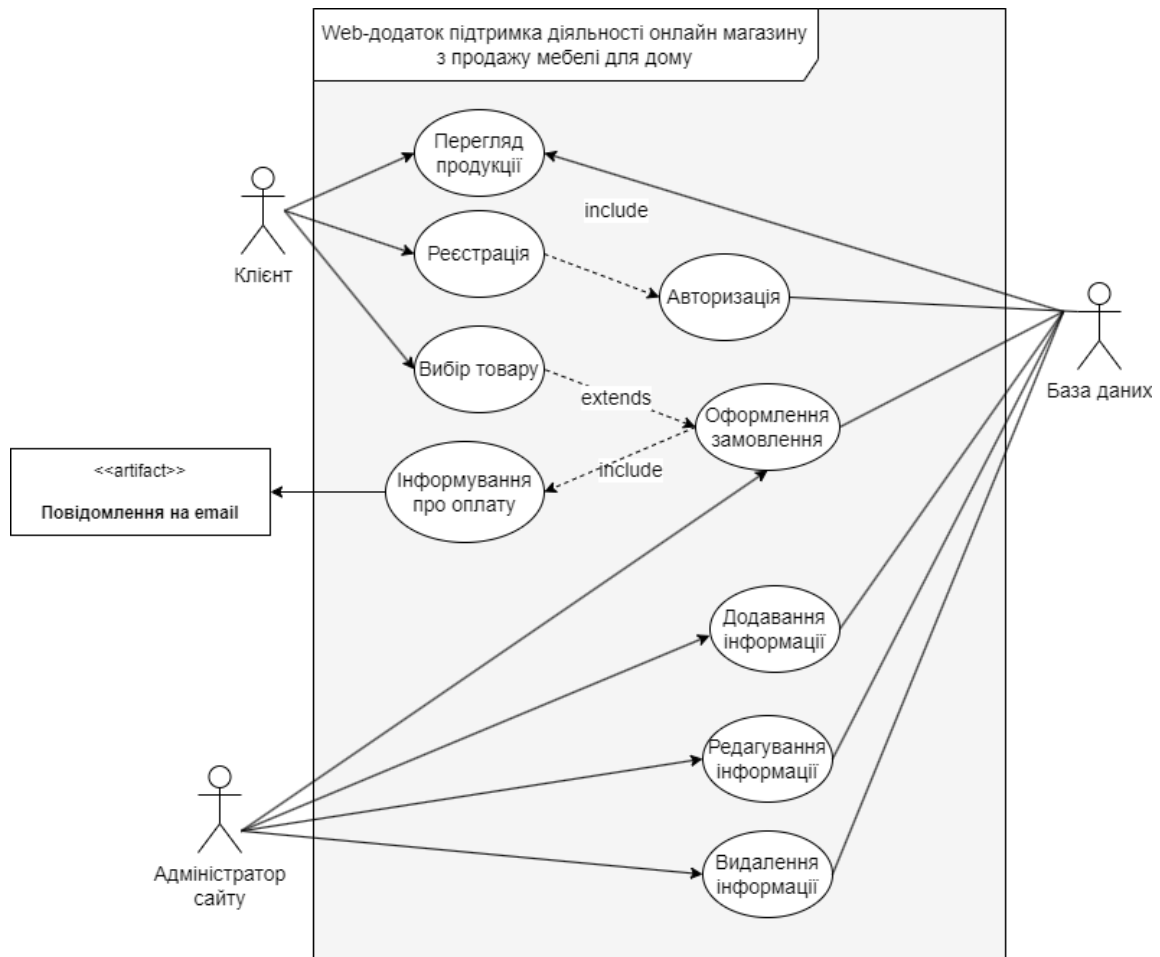 Web-додаток підтримка діяльності онлайн магазину
з продажу мебелі для дому
Перегляд
продукції
include
Клієнт
Реєстрація
Авторизація
База даних
Вибір товару
extends
Оформлення
замовлення
include
<<artifact>>
Повідомлення на email
Інформування
про оплату
Додавання
інформації
Редагування
інформації
Адміністратор
сайту
Видалення
інформації